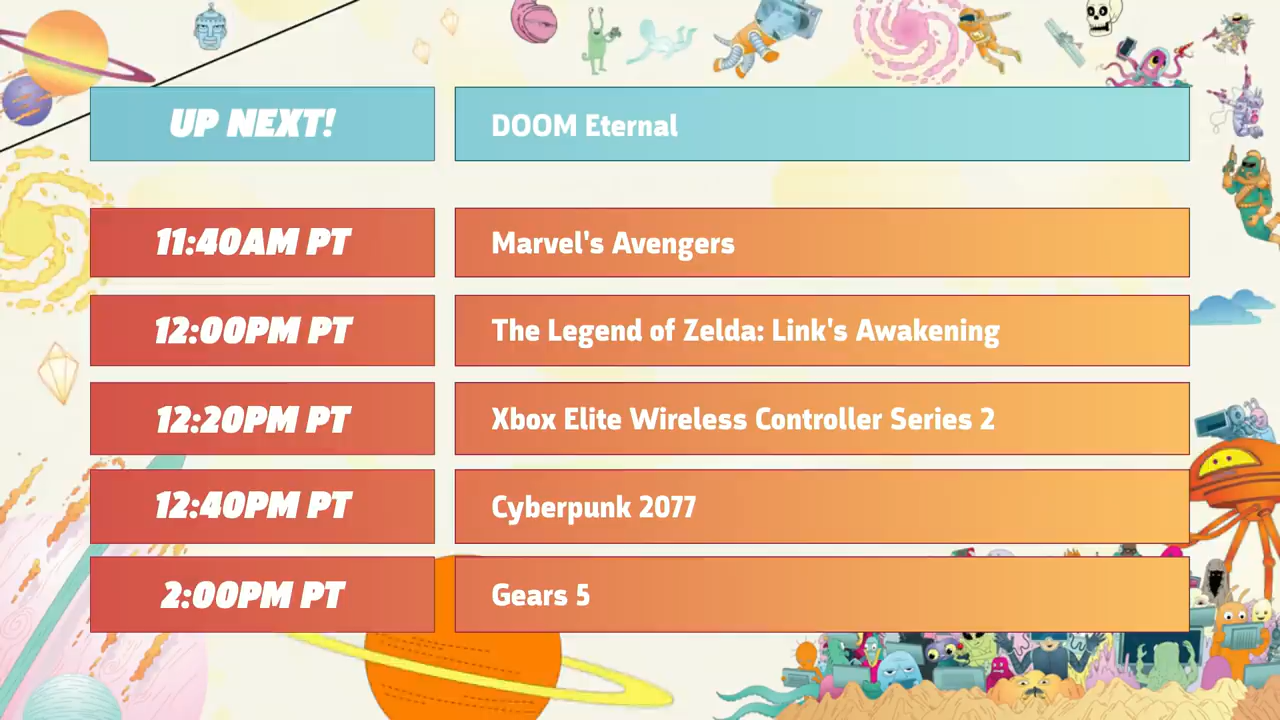 UP NEXT!
DOOM Eternal
11:40AM PT
Marvel's Avengers
12:00PM PT
The Legend of Zelda: Link's Awakening
12:20PM PT
Xbox Elite Wireless Controller Series 2
12:40PM PT
Cyberpunk 2077
2:00PM PT
Gears 5